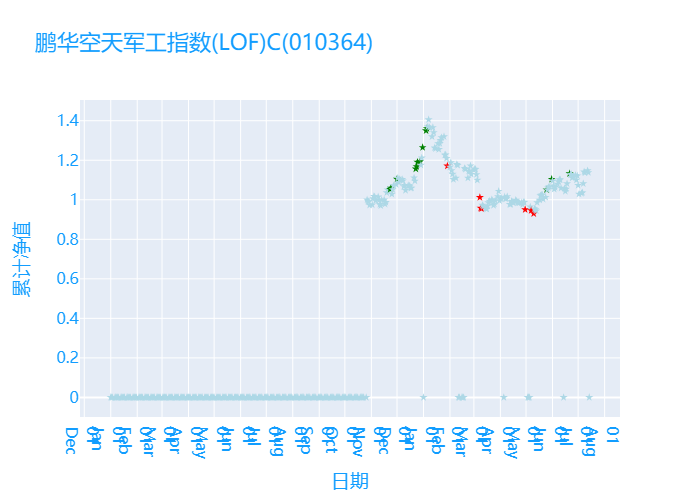 鹏华空天军工指数(LOF)C(010364)
累计净值
1.4
1.2
1
0.8
0.6
0.4
0.2
0
Dec
Jan
Feb
Mar
Apr
May
Jun
Jul
Aug
Sep
Oct
Nov
Dec
Jan
Feb
Mar
Apr
May
Jun
Jul
Aug
01
日期